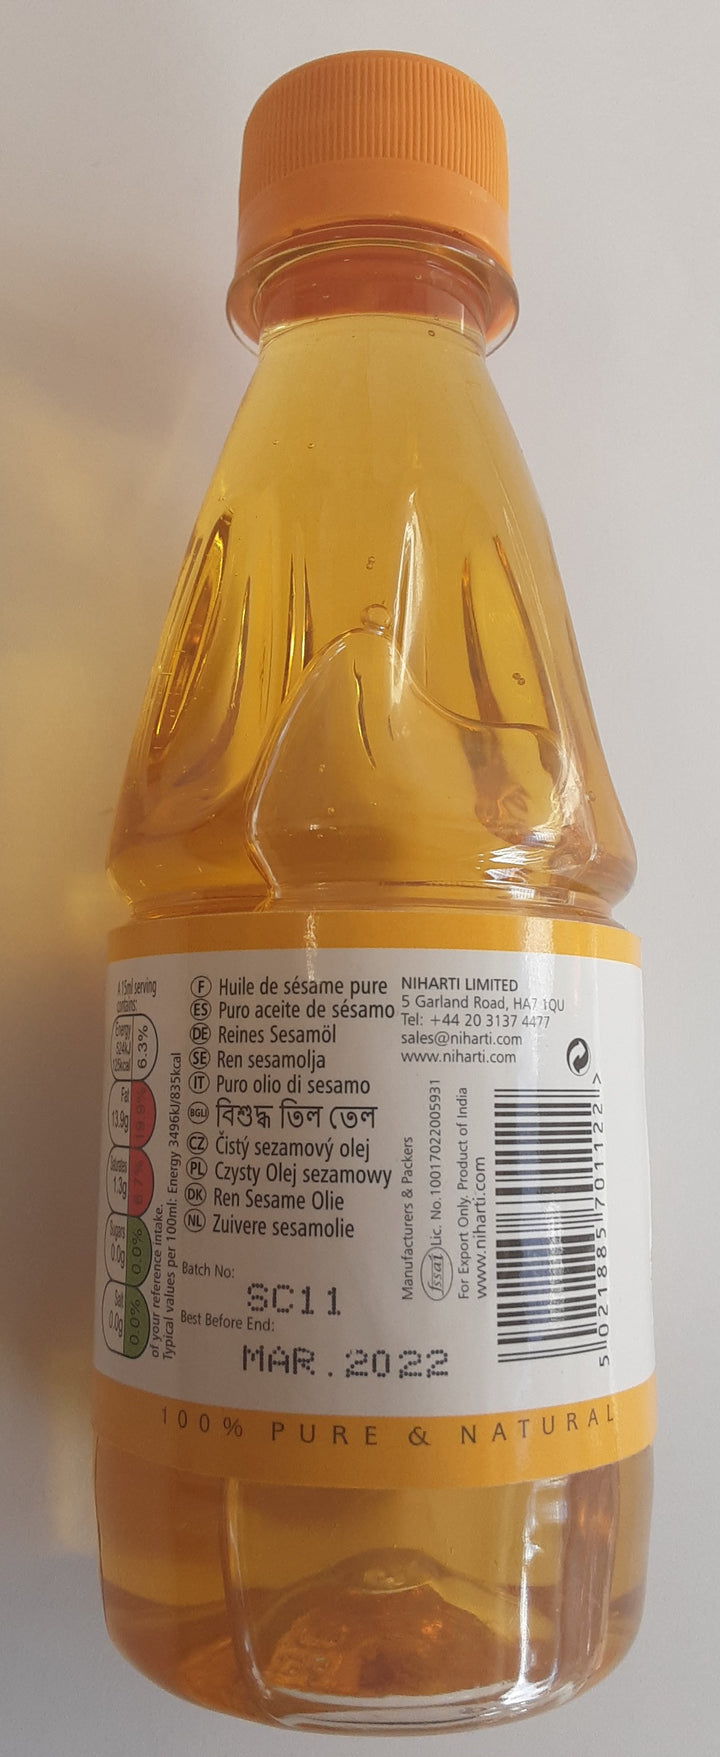 A 15ml serving
contains:
Energy
524kJ
125kcal
6.3%
Fat
13.9g
19.9%
Saturates
1.3g
6.7%
Sugars
0.0g
0.0%
Salt
0.0g
0.0%
of your reference intake.
Typical values per 100ml: Energy 3496kJ/835kcal
F Huile de sésame pure
ES Puro aceite de sésamo
DE Reines Sesamöl
SE Ren sesamolja
IT Puro olio di sesamo
BGL বিশুদ্ধ তিল তেল
CZ Čistý sezamový olej
PL Czysty Olej sezamowy
DK Ren Sesame Olie
NL Zuivere sesamolie
Batch No:
SC11
Best Before End:
MAR.2022
NIHARTI LIMITED
5 Garland Road, HA7 1QU
Tel: +44 20 3137 4477
sales@niharti.com
www.niharti.com
Manufacturers & Packers
fssai Lic. No.10017022005931
For Export Only. Product of India
www.niharti.com
5 021885 701122 >
100% PURE & NATURAL